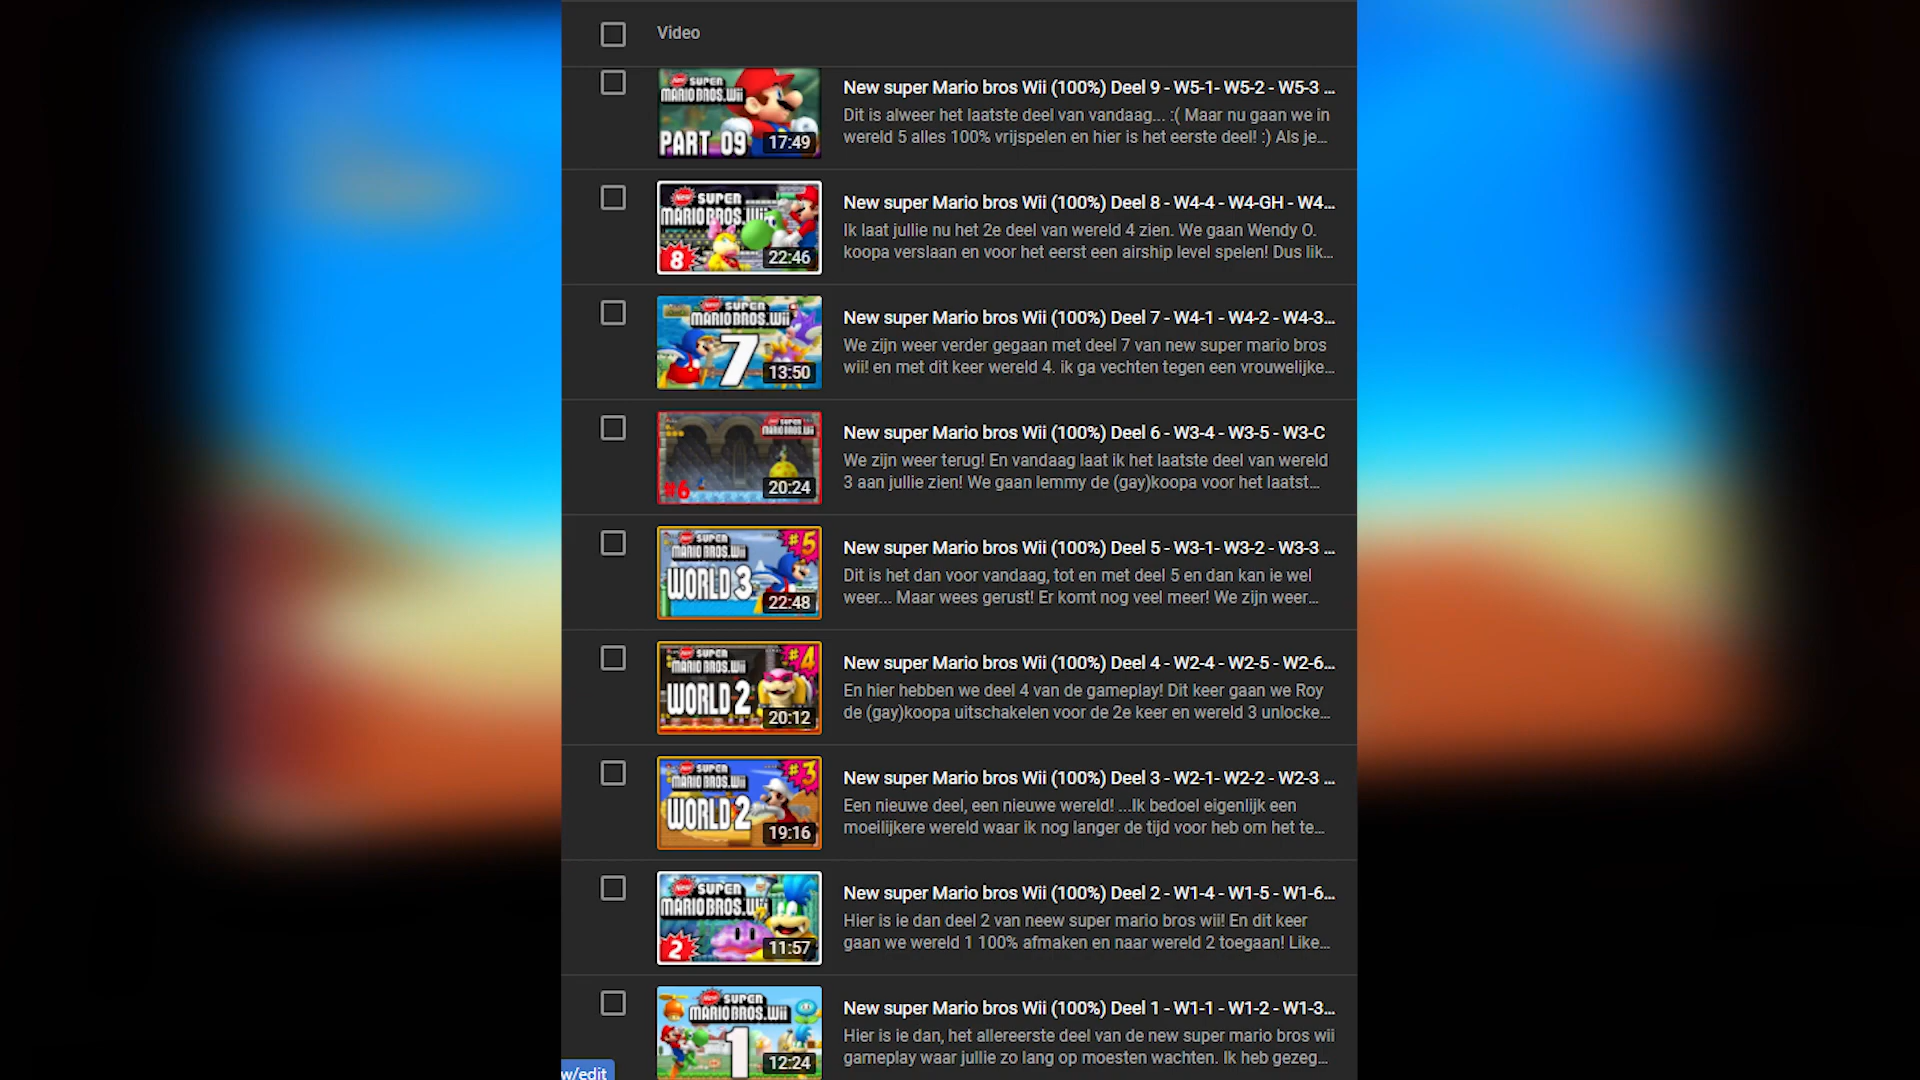 Video
New SUPER
MARIO BROS. Wii
PART 09
17:49
New super Mario bros Wii (100%) Deel 9 - W5-1- W5-2 - W5-3 ...
Dit is alweer het laatste deel van vandaag... :( Maar nu gaan we in
wereld 5 alles 100% vrijspelen en hier is het eerste deel! :) Als je...
New SUPER
MARIO BROS. Wii
8
22:46
New super Mario bros Wii (100%) Deel 8 - W4-4 - W4-GH - W4...
Ik laat jullie nu het 2e deel van wereld 4 zien. We gaan Wendy O.
koopa verslaan en voor het eerst een airship level spelen! Dus lik...
New SUPER
MARIO BROS. Wii
7
13:50
New super Mario bros Wii (100%) Deel 7 - W4-1 - W4-2 - W4-3...
We zijn weer verder gegaan met deel 7 van new super mario bros
wii! en met dit keer wereld 4. ik ga vechten tegen een vrouwelijke...
SUPER
MARIO BROS. Wii
#6
20:24
New super Mario bros Wii (100%) Deel 6 - W3-4 - W3-5 - W3-C
We zijn weer terug! En vandaag laat ik het laatste deel van wereld
3 aan jullie zien! We gaan lemmy de (gay)koopa voor het laatst...
New SUPER
MARIO BROS. Wii
#5
WORLD 3
22:48
New super Mario bros Wii (100%) Deel 5 - W3-1- W3-2 - W3-3 ...
Dit is het dan voor vandaag, tot en met deel 5 en dan kan ie wel
weer... Maar wees gerust! Er komt nog veel meer! We zijn weer...
New SUPER
MARIO BROS. Wii
#4
WORLD 2
20:12
New super Mario bros Wii (100%) Deel 4 - W2-4 - W2-5 - W2-6...
En hier hebben we deel 4 van de gameplay! Dit keer gaan we Roy
de (gay)koopa uitschakelen voor de 2e keer en wereld 3 unlocke...
New SUPER
MARIO BROS. Wii
#3
WORLD 2
19:16
New super Mario bros Wii (100%) Deel 3 - W2-1- W2-2 - W2-3 ...
Een nieuwe deel, een nieuwe wereld! ...Ik bedoel eigenlijk een
moeilijkere wereld waar ik nog langer de tijd voor heb om het te...
New SUPER
MARIO BROS. Wii
2
11:57
New super Mario bros Wii (100%) Deel 2 - W1-4 - W1-5 - W1-6...
Hier is ie dan deel 2 van neew super mario bros wii! En dit keer
gaan we wereld 1 100% afmaken en naar wereld 2 toegaan! Like...
New SUPER
MARIO BROS. Wii
1
12:24
New super Mario bros Wii (100%) Deel 1 - W1-1 - W1-2 - W1-3...
Hier is ie dan, het allereerste deel van de new super mario bros wii
gameplay waar jullie zo lang op moesten wachten. Ik heb gezeg...
w/edit